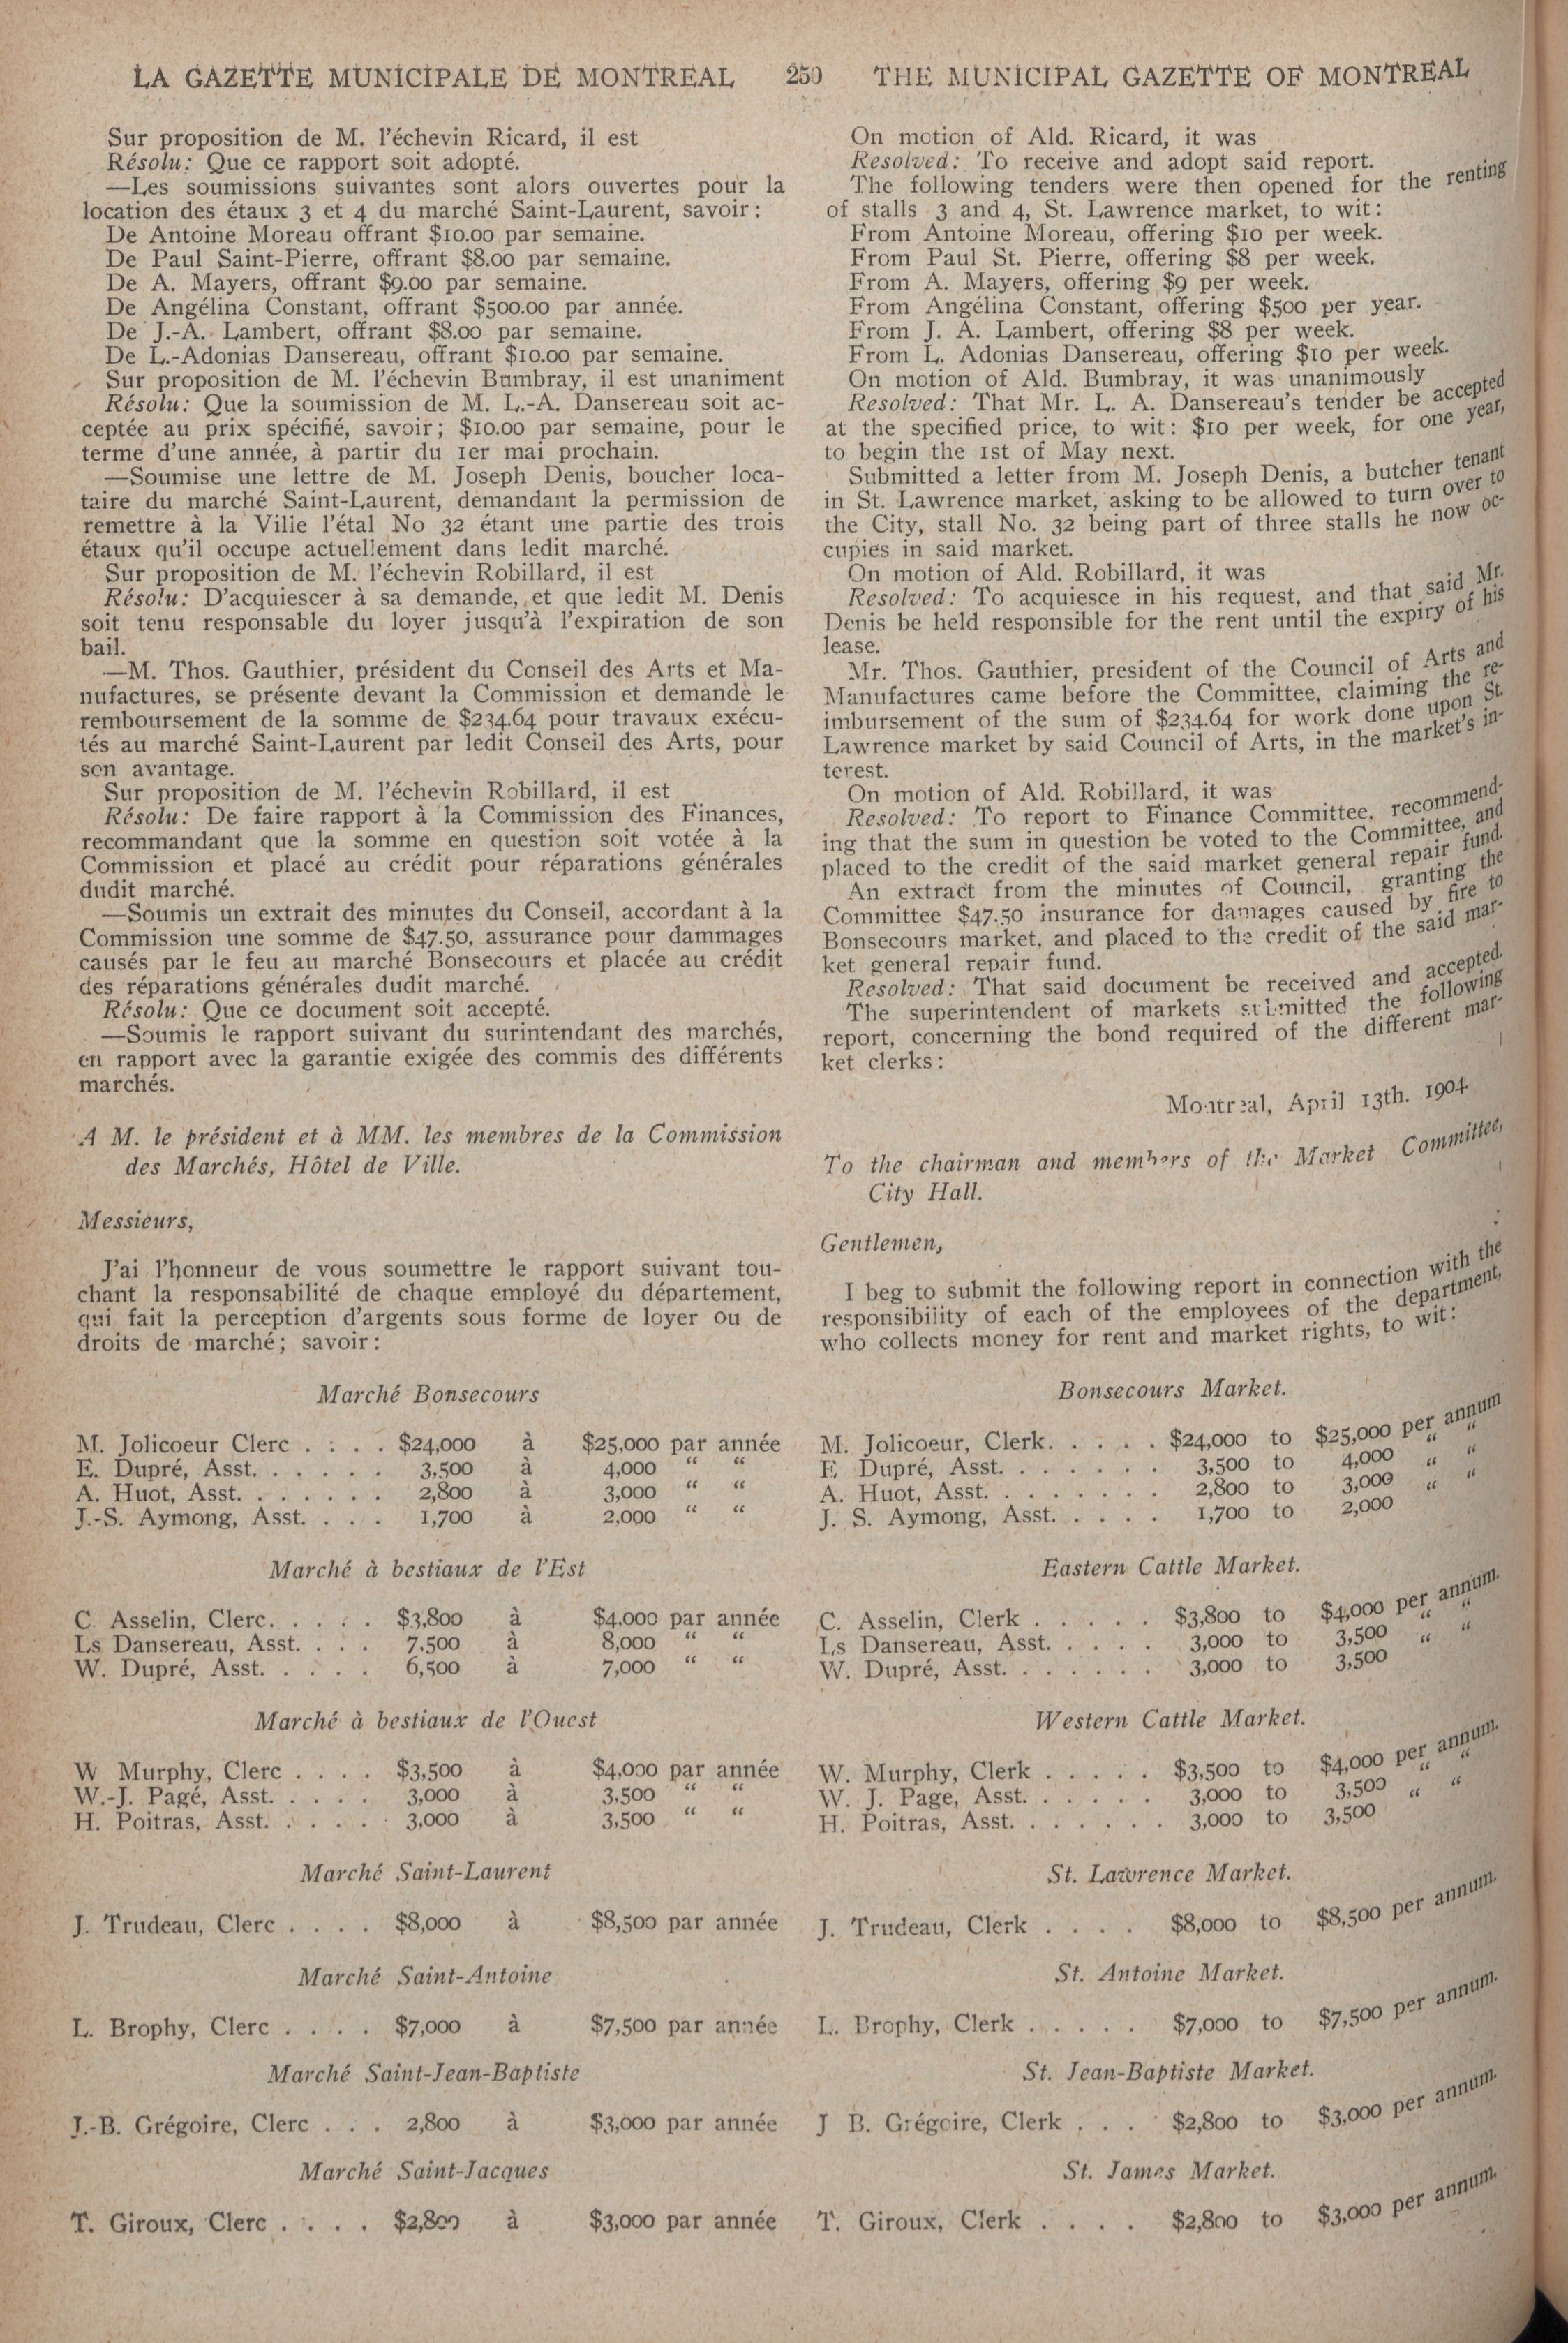 LA GAZETTE MUNICIPALE DE MONTREAL 250 THE MUNICIPAL GAZETTE OF MONTREAL
Sur proposition de M. l'échevin Ricard, il est
Résolu: Que ce rapport soit adopté.
—Les soumissions suivantes sont alors ouvertes pour la
location des étaux 3 et 4 du marché Saint-Laurent, savoir:
De Antoine Moreau offrant $10.00 par semaine.
De Paul Saint-Pierre, offrant $8.00 par semaine.
De A. Mayers, offrant $9.00 par semaine.
De Angélina Constant, offrant $500.00 par année.
De J.-A. Lambert, offrant $8.00 par semaine.
De L.-Adonias Dansereau, offrant $10.00 par semaine.
Sur proposition de M. l'échevin Bumbray, il est unaniment
Résolu: Que la soumission de M. L.-A. Dansereau soit ac-
ceptée au prix spécifié, savoir; $10.00 par semaine, pour le
terme d'une année, à partir du 1er mai prochain.
—Soumise une lettre de M. Joseph Denis, boucher loca-
taire du marché Saint-Laurent, demandant la permission de
remettre à la Vilie l'étal No 32 étant une partie des trois
étaux qu'il occupe actuellement dans ledit marché.
Sur proposition de M. l'échevin Robillard, il est
Résolu: D'acquiescer à sa demande, et que ledit M. Denis
soit tenu responsable du loyer jusqu'à l'expiration de son
bail.
—M. Thos. Gauthier, président du Conseil des Arts et Ma-
nufactures, se présente devant la Commission et demande le
remboursement de la somme de $234.64 pour travaux exécu-
tés au marché Saint-Laurent par ledit Conseil des Arts, pour
son avantage.
Sur proposition de M. l'échevin Robillard, il est
Résolu: De faire rapport à la Commission des Finances,
recommandant que la somme en question soit votée à la
Commission et placé au crédit pour réparations générales
dudit marché.
—Soumis un extrait des minutes du Conseil, accordant à la
Commission une somme de $47.50, assurance pour dammages
causés par le feu au marché Bonsecours et placée au crédit
des réparations générales dudit marché.
Résolu: Que ce document soit accepté.
—Soumis le rapport suivant du surintendant des marchés,
en rapport avec la garantie exigée des commis des différents
marchés.
A M. le président et à MM. les membres de la Commission
des Marchés, Hôtel de Ville.
Messieurs,
J'ai l'honneur de vous soumettre le rapport suivant tou-
chant la responsabilité de chaque employé du département,
qui fait la perception d'argents sous forme de loyer ou de
droits de marché; savoir:
Marché Bonsecours
M. Jolicoeur Clerc . . . . $24,000 à $25,000 par année
E. Dupré, Asst. . . . . . . 3,500 à 4,000 " "
A. Huot, Asst. . . . . . . . 2,800 à 3,000 " "
J.-S. Aymong, Asst. . . . . 1,700 à 2,000 " "
Marché à bestiaux de l'Est
C. Asselin, Clerc. . . . . . $3,800 à $4,000 par année
Ls Dansereau, Asst. . . . . 7,500 à 8,000 " "
W. Dupré, Asst. . . . . . 6,500 à 7,000 " "
Marché à bestiaux de l'Ouest
W Murphy, Clerc . . . . $3,500 à $4,000 par année
W.-J. Pagé, Asst. . . . . . 3,000 à 3,500 " "
H. Poitras, Asst. . . . . . 3,000 à 3,500 " "
Marché Saint-Laurent
J. Trudeau, Clerc . . . . $8,000 à $8,500 par année
Marché Saint-Antoine
L. Brophy, Clerc . . . . $7,000 à $7,500 par année
Marché Saint-Jean-Baptiste
J.-B. Grégoire, Clerc . . . 2,800 à $3,000 par année
Marché Saint-Jacques
T. Giroux, Clerc . . . . $2,800 à $3,000 par année
On motion of Ald. Ricard, it was
Resolved: To receive and adopt said report.
The following tenders were then opened for the renting
of stalls 3 and 4, St. Lawrence market, to wit:
From Antoine Moreau, offering $10 per week.
From Paul St. Pierre, offering $8 per week.
From A. Mayers, offering $9 per week.
From Angélina Constant, offering $500 per year.
From J. A. Lambert, offering $8 per week.
From L. Adonias Dansereau, offering $10 per week.
On motion of Ald. Bumbray, it was unanimously
Resolved: That Mr. L. A. Dansereau's tender be accepted
at the specified price, to wit: $10 per week, for one year,
to begin the 1st of May next.
Submitted a letter from M. Joseph Denis, a butcher tenant
in St. Lawrence market, asking to be allowed to turn over to
the City, stall No. 32 being part of three stalls he now oc-
cupies in said market.
On motion of Ald. Robillard, it was
Resolved: To acquiesce in his request, and that said Mr.
Denis be held responsible for the rent until the expiry of his
lease.
Mr. Thos. Gauthier, president of the Council of Arts and
Manufactures came before the Committee, claiming the re-
imbursement of the sum of $234.64 for work done upon St.
Lawrence market by said Council of Arts, in the market's in-
terest.
On motion of Ald. Robillard, it was
Resolved: To report to Finance Committee, recommend-
ing that the sum in question be voted to the Committee, and
placed to the credit of the said market general repair fund.
An extract from the minutes of Council, granting the
Committee $47.50 insurance for damages caused by fire to
Bonsecours market, and placed to the credit of the said mar-
ket general repair fund.
Resolved: That said document be received and accepted.
The superintendent of markets submitted the following
report, concerning the bond required of the different mar-
ket clerks:
Montreal, April 13th. 1904.
To the chairman and members of the Market Committee,
City Hall.
Gentlemen,
I beg to submit the following report in connection with the
responsibility of each of the employees of the department,
who collects money for rent and market rights, to wit:
Bonsecours Market.
M. Jolicoeur, Clerk. . . . . $24,000 to $25,000 per annum
E. Dupré, Asst. . . . . . . 3,500 to 4,000 " "
A. Huot, Asst. . . . . . . . 2,800 to 3,000 " "
J. S. Aymong, Asst. . . . . 1,700 to 2,000 " "
Eastern Cattle Market.
C. Asselin, Clerk . . . . . $3,800 to $4,000 per annum.
Ls Dansereau, Asst. . . . . 3,000 to 3,500 " "
W. Dupré, Asst. . . . . . . 3,000 to 3,500 " "
Western Cattle Market.
W. Murphy, Clerk . . . . . $3,500 to $4,000 per annum.
W. J. Page, Asst. . . . . . 3,000 to 3,500 " "
H. Poitras, Asst. . . . . . . 3,000 to 3,500 " "
St. Lawrence Market.
J. Trudeau, Clerk . . . . $8,000 to $8,500 per annum.
St. Antoine Market.
L. Brophy, Clerk . . . . . $7,000 to $7,500 per annum.
St. Jean-Baptiste Market.
J B. Grégoire, Clerk . . . $2,800 to $3,000 per annum.
St. James Market.
T. Giroux, Clerk . . . . $2,800 to $3,000 per annum.